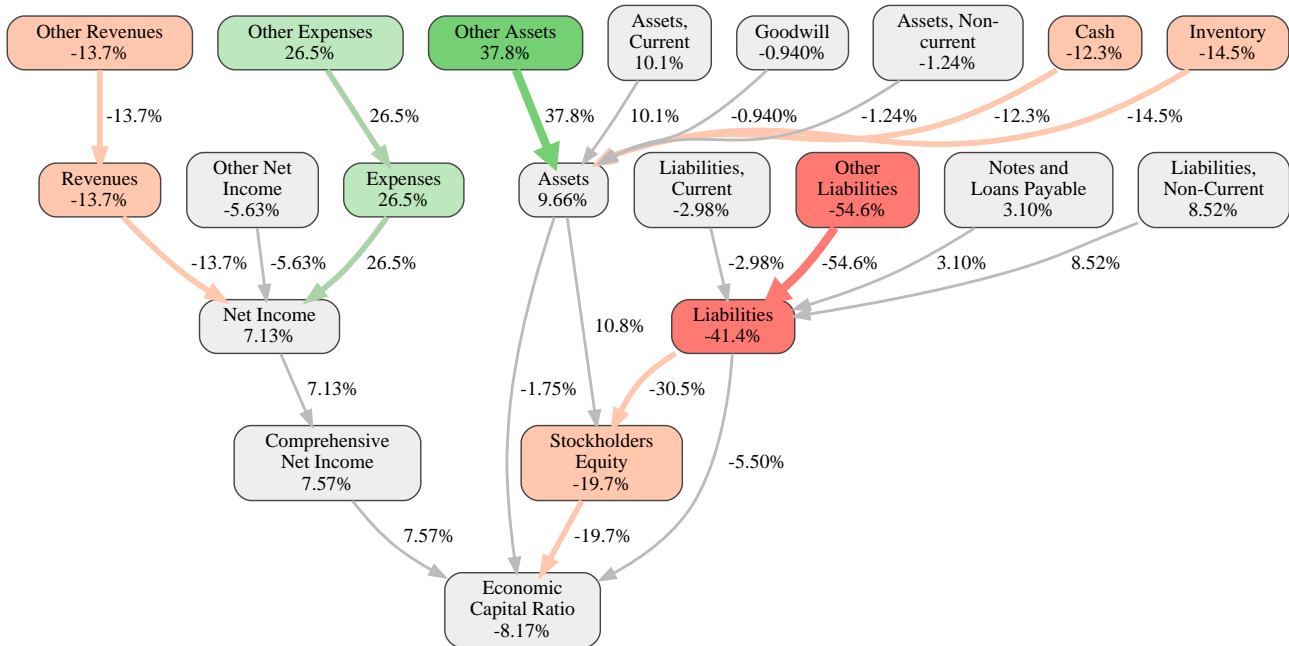 Other Revenues
-13.7%
Other Expenses
26.5%
Other Assets
37.8%
Assets,
Current
10.1%
Goodwill
-0.940%
Assets, Non-
current
-1.24%
Cash
-12.3%
Inventory
-14.5%
-13.7%
26.5%
37.8%
10.1%
-0.940%
-1.24%
-12.3%
-14.5%
Revenues
-13.7%
Other Net
Income
-5.63%
Expenses
26.5%
Assets
9.66%
Liabilities,
Current
-2.98%
Other
Liabilities
-54.6%
Notes and
Loans Payable
3.10%
Liabilities,
Non-Current
8.52%
-13.7%
-5.63%
26.5%
-2.98%
-54.6%
3.10%
8.52%
Net Income
7.13%
10.8%
Liabilities
-41.4%
7.13%
-1.75%
-30.5%
Comprehensive
Net Income
7.57%
Stockholders
Equity
-19.7%
-5.50%
7.57%
-19.7%
Economic
Capital Ratio
-8.17%